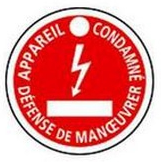 APPAREIL CONDAMNÉ
DÉFENSE DE MANŒUVRER